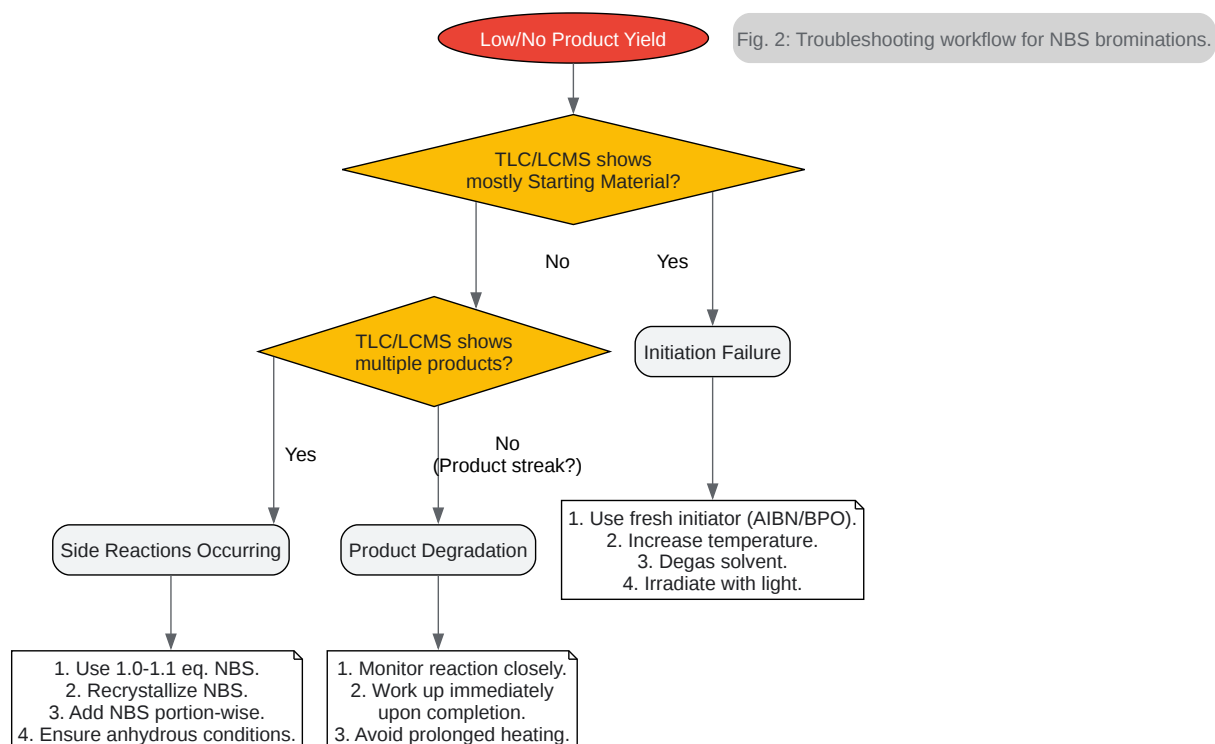 Low/No Product Yield
Fig. 2: Troubleshooting workflow for NBS brominations.
TLC/LCMS shows
mostly Starting Material?
No
Yes
TLC/LCMS shows
multiple products?
Initiation Failure
Yes
No
(Product streak?)
1. Use fresh initiator (AIBN/BPO).
2. Increase temperature.
3. Degas solvent.
4. Irradiate with light.
Side Reactions Occurring
Product Degradation
1. Use 1.0-1.1 eq. NBS.
2. Recrystallize NBS.
3. Add NBS portion-wise.
4. Ensure anhydrous conditions.
1. Monitor reaction closely.
2. Work up immediately
upon completion.
3. Avoid prolonged heating.